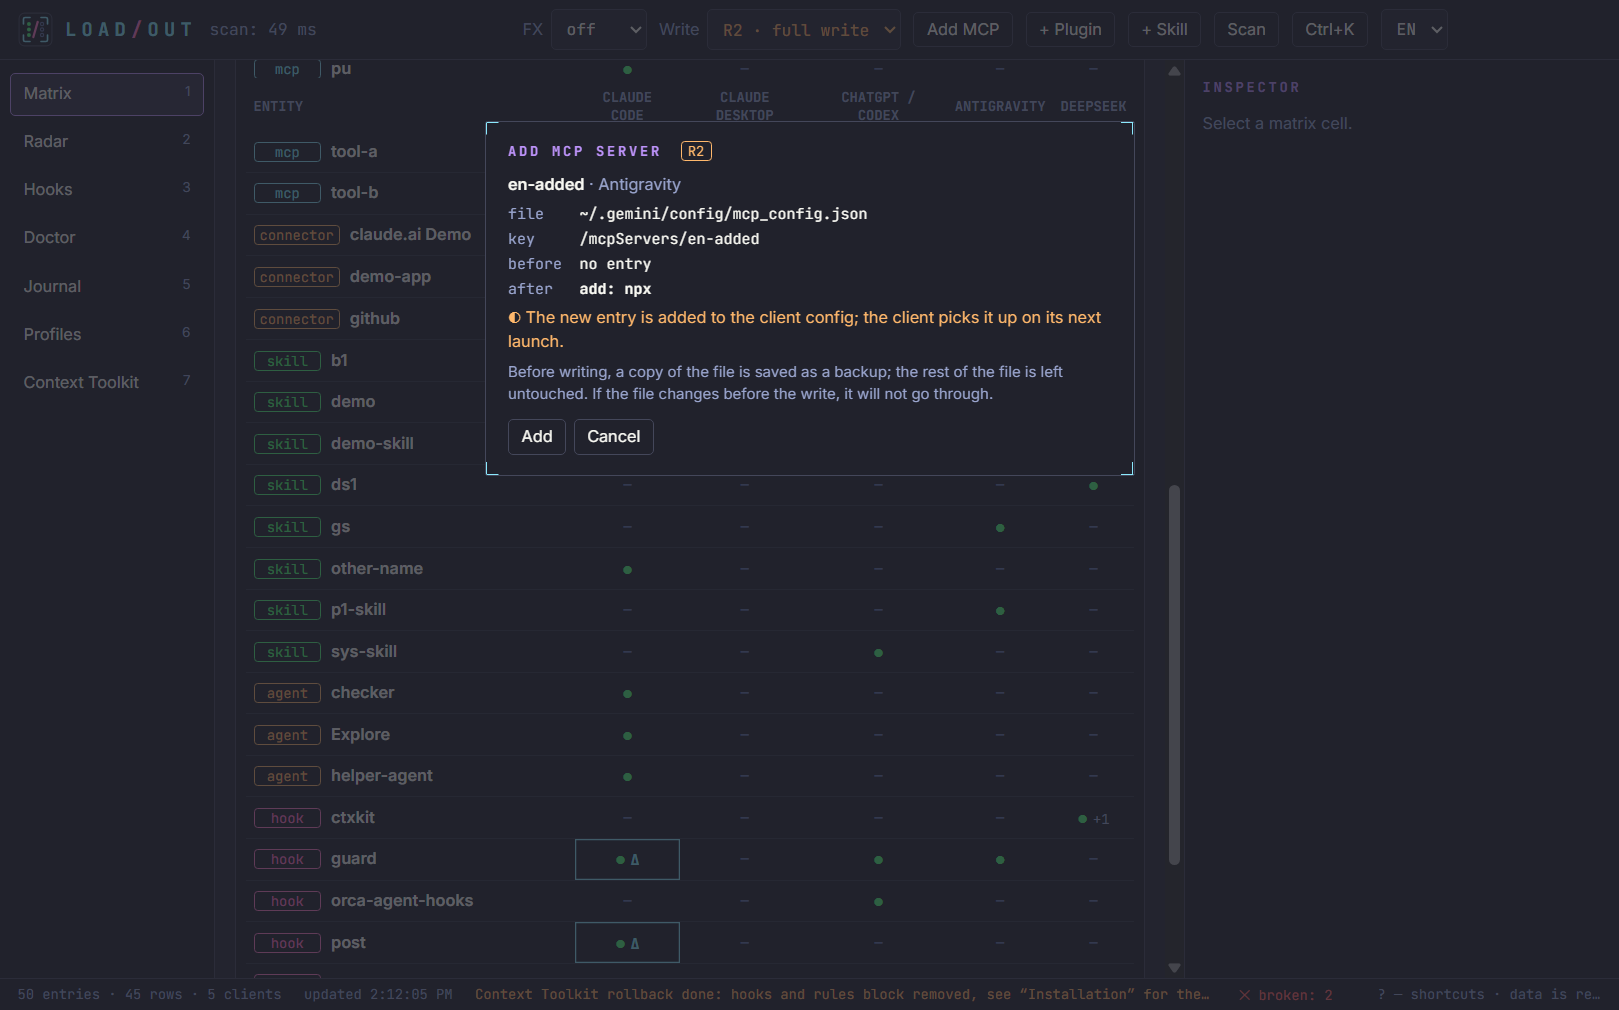 LOAD/OUT scan: 49 ms FX off Write R2 · full write Add MCP + Plugin + Skill Scan Ctrl+K EN
Matrix 1
Radar 2
Hooks 3
Doctor 4
Journal 5
Profiles 6
Context Toolkit 7
mcp pu — — — —
ENTITY CLAUDE CODE CLAUDE DESKTOP CHATGPT / CODEX ANTIGRAVITY DEEPSEEK
mcp tool-a
mcp tool-b
connector claude.ai Demo
connector demo-app
connector github
skill b1
skill demo
skill demo-skill
skill ds1 — — — —
skill gs — — — —
skill other-name — — — —
skill p1-skill — — — —
skill sys-skill — — — —
agent checker — — — —
agent Explore — — — —
agent helper-agent — — — —
hook ctxkit — — — — +1
hook guard Δ — —
hook orca-agent-hooks — — — —
hook post Δ — — — —
ADD MCP SERVER R2
en-added · Antigravity
file ~/.gemini/config/mcp_config.json
key /mcpServers/en-added
before no entry
after add: npx
◐ The new entry is added to the client config; the client picks it up on its next
launch.
Before writing, a copy of the file is saved as a backup; the rest of the file is left
untouched. If the file changes before the write, it will not go through.
Add Cancel
INSPECTOR
Select a matrix cell.
50 entries · 45 rows · 5 clients updated 2:12:05 PM Context Toolkit rollback done: hooks and rules block removed, see “Installation” for the… ✕ broken: 2 ? — shortcuts · data is re…